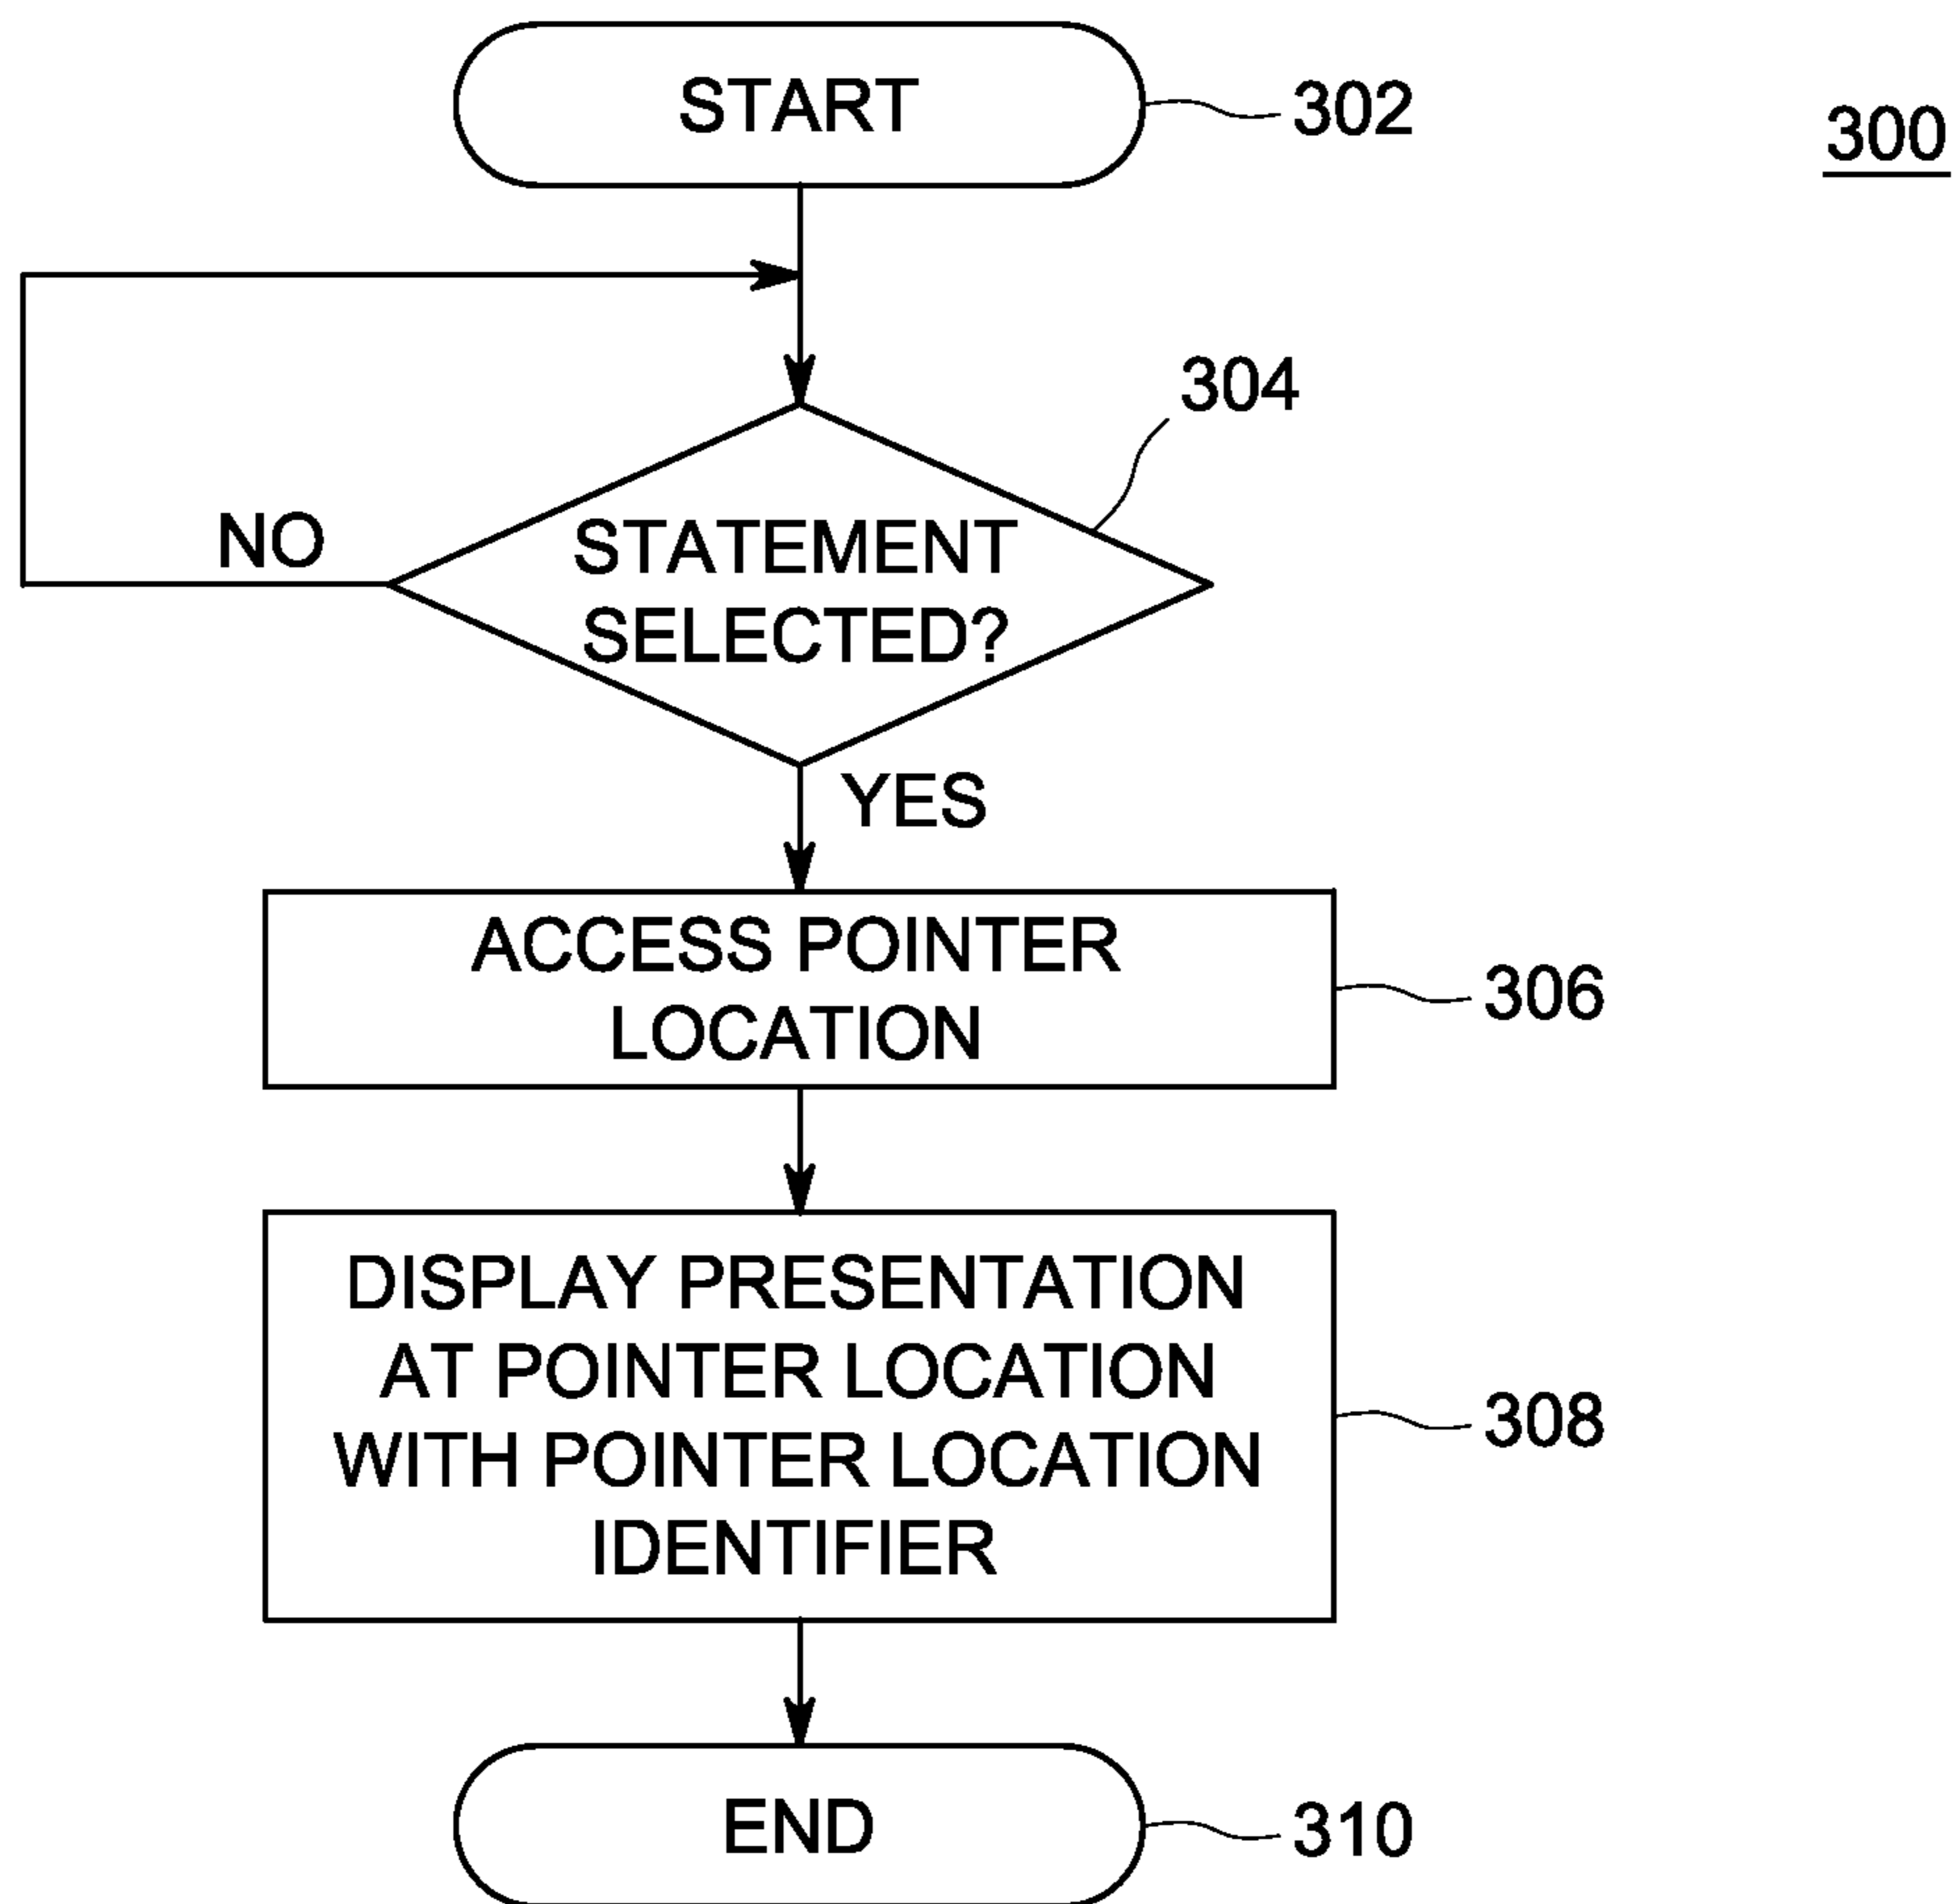 START
302
300
304
NO
STATEMENT
SELECTED?
YES
ACCESS POINTER
LOCATION
306
DISPLAY PRESENTATION
AT POINTER LOCATION
WITH POINTER LOCATION
IDENTIFIER
308
END
310